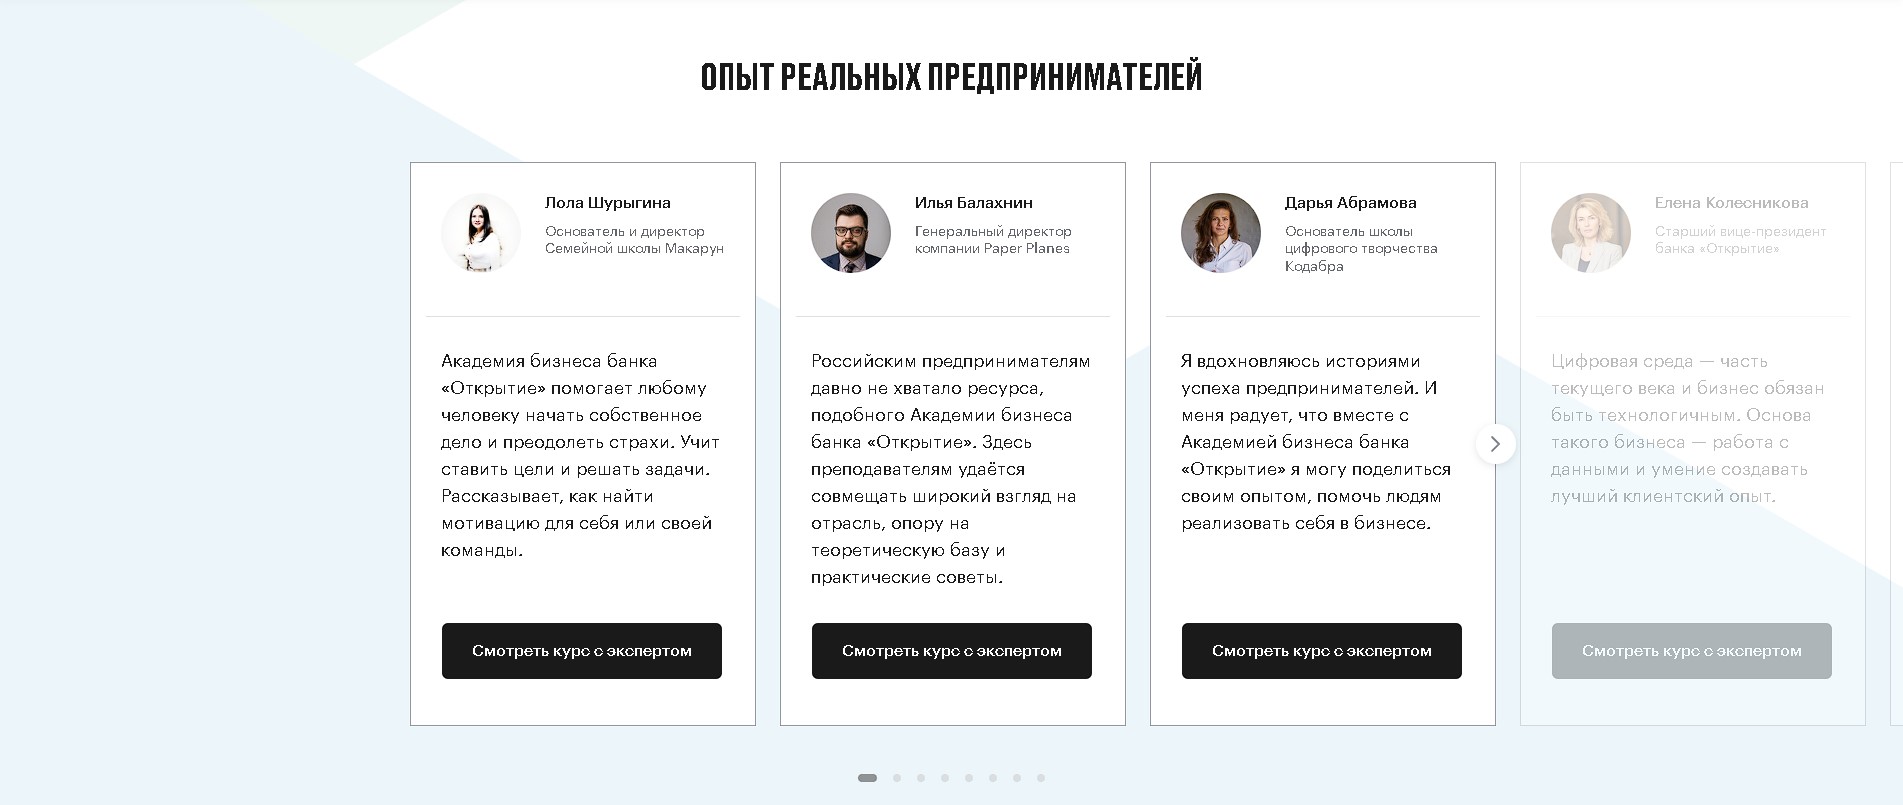 ОПЫТ РЕАЛЬНЫХ ПРЕДПРИНИМАТЕЛЕЙ
Лола Шурыгина
Основатель и директор
Семейной школы Макарун
Академия бизнеса банка
«Открытие» помогает любому
человеку начать собственное
дело и преодолеть страхи. Учит
ставить цели и решать задачи.
Рассказывает, как найти
мотивацию для себя или своей
команды.
Смотреть курс с экспертом
Илья Балахнин
Генеральный директор
компании Paper Planes
Российским предпринимателям
давно не хватало ресурса,
подобного Академии бизнеса
банка «Открытие». Здесь
преподавателям удаётся
совмещать широкий взгляд на
отрасль, опору на
теоретическую базу и
практические советы.
Смотреть курс с экспертом
Дарья Абрамова
Основатель школы
цифрового творчества
Кодабра
Я вдохновляюсь историями
успеха предпринимателей. И
меня радует, что вместе с
Академией бизнеса банка
«Открытие» я могу поделиться
своим опытом, помочь людям
реализовать себя в бизнесе.
Смотреть курс с экспертом
Елена Колесникова
Старший вице-президент
банка «Открытие»
Цифровая среда — часть
текущего века и бизнес обязан
быть технологичным. Основа
такого бизнеса — работа с
данными и умение создавать
лучший клиентский опыт.
Смотреть курс с экспертом